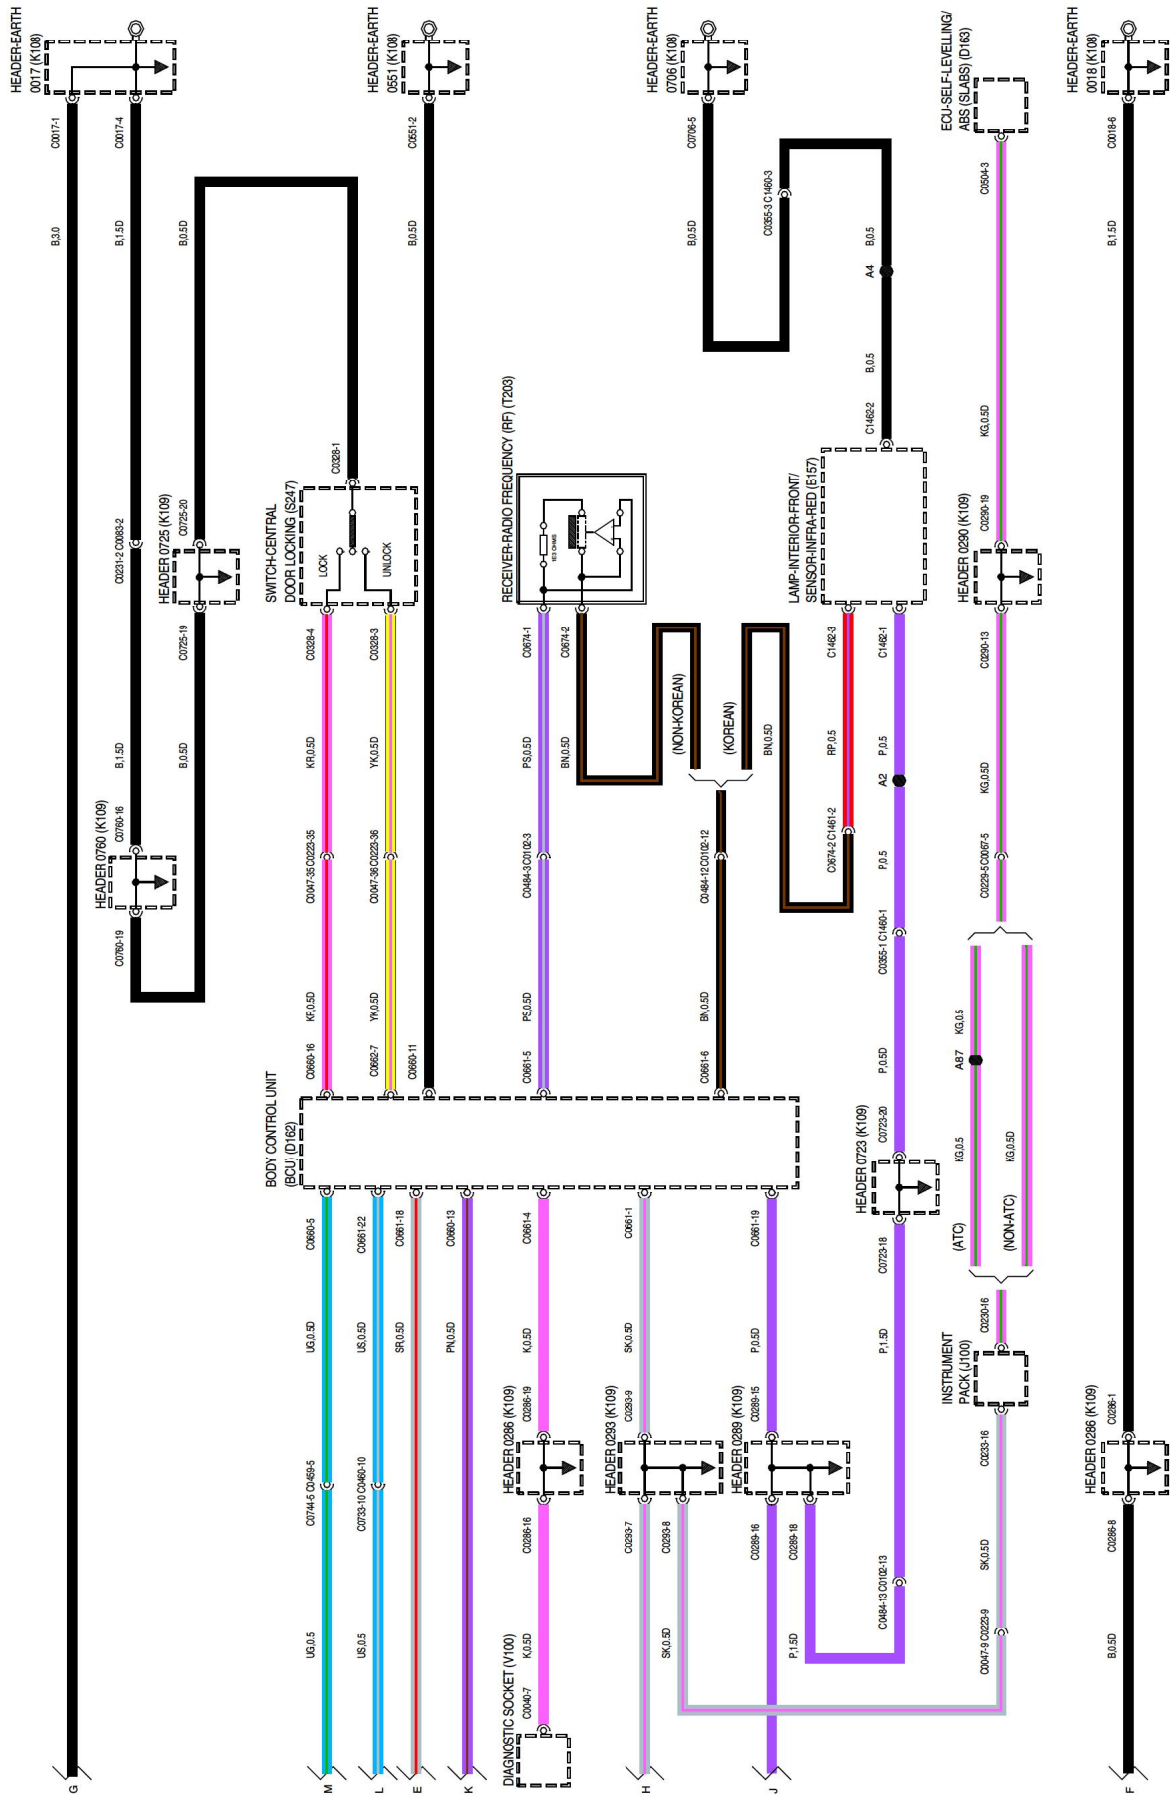 HEADER-EARTH
0017 (K108)
C0017-1
C0017-4
B,3.0
B,1.5D
B,0.5D
C0231-2 C0083-2
HEADER 0725 (K109)
C0725-20
C0725-19
B,1.5D
B,0.5D
HEADER 0760 (K109)
C0760-16
C0760-19
G
HEADER-EARTH
0551 (K108)
C0551-2
B,0.5D
C0328-1
SWITCH-CENTRAL
DOOR LOCKING (S247)
LOCK
UNLOCK
C0328-4
C0328-3
KR,0.5D
YK,0.5D
C0047-35 C0223-35
C0047-36 C0223-36
KR,0.5D
YK,0.5D
C0660-16
C0662-7
C0660-11
BODY CONTROL UNIT
(BCU) (D162)
C0660-5
C0661-22
C0661-18
C0660-13
UG,0.5D
US,0.5D
SR,0.5D
PN,0.5D
C0744-5 C0459-5
C0733-10 C0460-10
UG,0.5
US,0.5
M
L
E
K
HEADER-EARTH
0706 (K108)
C0706-5
B,0.5D
C0355-3 C1460-3
B,0.5
A4
B,0.5
C1462-2
RECEIVER-RADIO FREQUENCY (RF) (T203)
1E3 OHMS
C0674-1
C0674-2
PS,0.5D
BN,0.5D
(NON-KOREAN)
(KOREAN)
BN,0.5D
C0484-3 C0102-3
C0484-12 C0102-12
PS,0.5D
BN,0.5D
C0661-5
C0661-6
LAMP-INTERIOR-FRONT/
SENSOR-INFRA-RED (E157)
C1462-3
C1462-1
RP,0.5
P,0.5
A2
C0674-2 C1461-2
P,0.5
C0355-1 C1460-1
P,0.5D
C0723-20
HEADER 0723 (K109)
C0723-18
P,1.5D
C0484-13 C0102-13
C0661-4
C0661-1
C0661-19
K,0.5D
SK,0.5D
P,0.5D
C0286-19
C0293-9
C0289-15
HEADER 0286 (K109)
HEADER 0293 (K109)
HEADER 0289 (K109)
C0286-16
C0293-7
C0293-8
C0289-16
C0289-18
K,0.5D
SK,0.5D
P,1.5D
C0040-7
DIAGNOSTIC SOCKET (V100)
H
J
ECU-SELF-LEVELLING/
ABS (SLABS) (D163)
C0504-3
KG,0.5D
C0290-19
HEADER 0290 (K109)
C0290-13
KG,0.5D
C0229-5 C0067-5
KG,0.5
A87
KG,0.5
KG,0.5D
(ATC)
(NON-ATC)
C0230-16
INSTRUMENT
PACK (J100)
C0233-16
SK,0.5D
C0047-9 C0223-9
HEADER-EARTH
0018 (K108)
C0018-6
B,1.5D
C0286-1
HEADER 0286 (K109)
C0286-8
B,0.5D
F